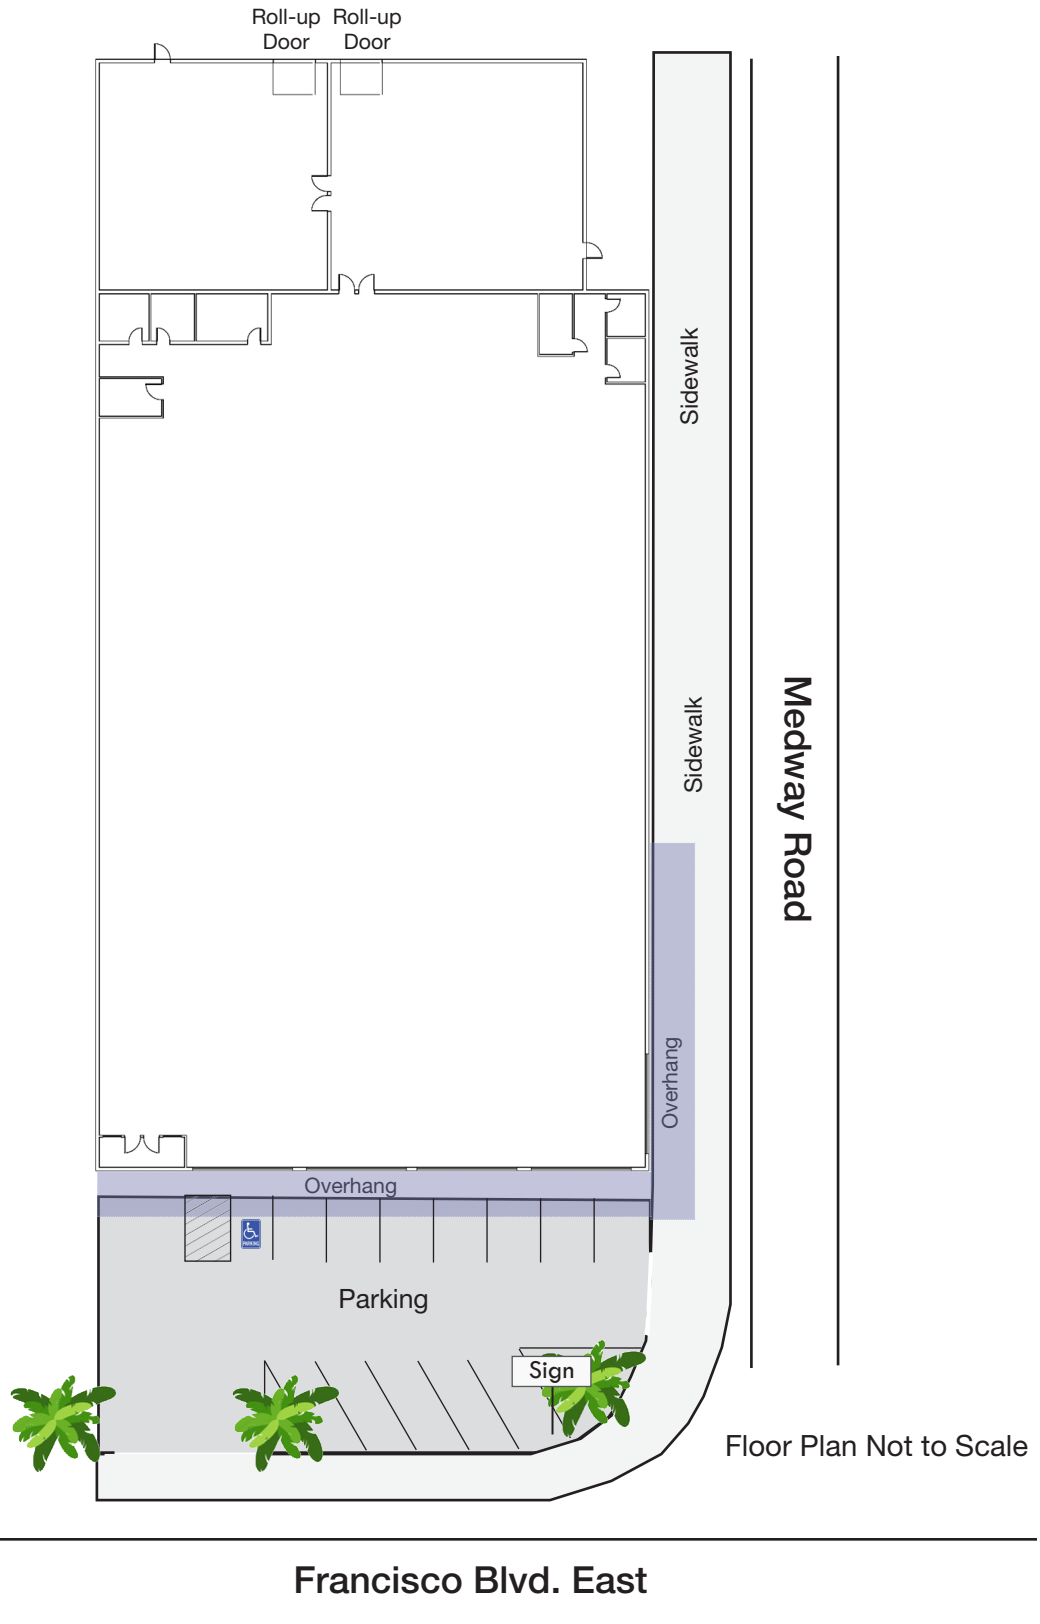 Roll-up Door
Roll-up Door
Sidewalk
Sidewalk
Medway Road
Overhang
Overhang
PARKING
Parking
Sign
Floor Plan Not to Scale
Francisco Blvd. East